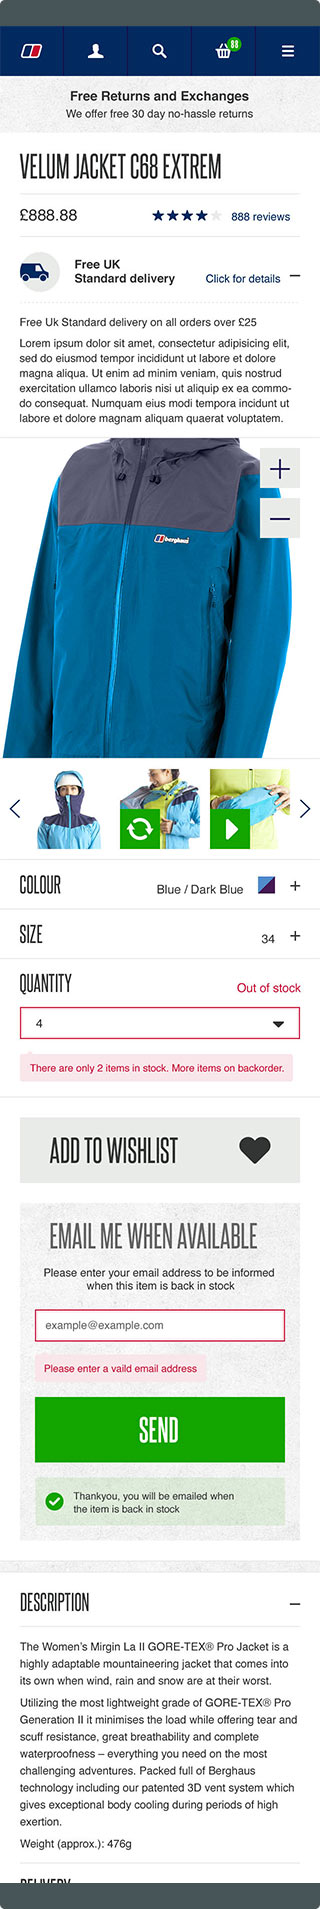 88
Free Returns and Exchanges
We offer free 30 day no-hassle returns
VELUM JACKET C68 EXTREM
£888.88
888 reviews
Free UK
Standard delivery
Click for details
Free Uk Standard delivery on all orders over £25
Lorem ipsum dolor sit amet, consectetur adipisicing elit,
sed do eiusmod tempor incididunt ut labore et dolore
magna aliqua. Ut enim ad minim veniam, quis nostrud
exercitation ullamco laboris nisi ut aliquip ex ea commo-
do consequat. Numquam eius modi tempora incidunt ut
labore et dolore magnam aliquam quaerat voluptatem.
berghaus
COLOUR
Blue / Dark Blue
SIZE
34
QUANTITY
Out of stock
4
There are only 2 items in stock. More items on backorder.
ADD TO WISHLIST
EMAIL ME WHEN AVAILABLE
Please enter your email address to be informed
when this item is back in stock
example@example.com
Please enter a vaild email address
SEND
Thankyou, you will be emailed when
the item is back in stock
DESCRIPTION
The Women's Mirgin La II GORE-TEX® Pro Jacket is a
highly adaptable mountaineering jacket that comes into
its own when wind, rain and snow are at their worst.
Utilizing the most lightweight grade of GORE-TEX® Pro
Generation II it minimises the load while offering tear and
scuff resistance, great breathability and complete
waterproofness – everything you need on the most
challenging adventures. Packed full of Berghaus
technology including our patented 3D vent system which
gives exceptional body cooling during periods of high
exertion.
Weight (approx.): 476g
DELIVERY